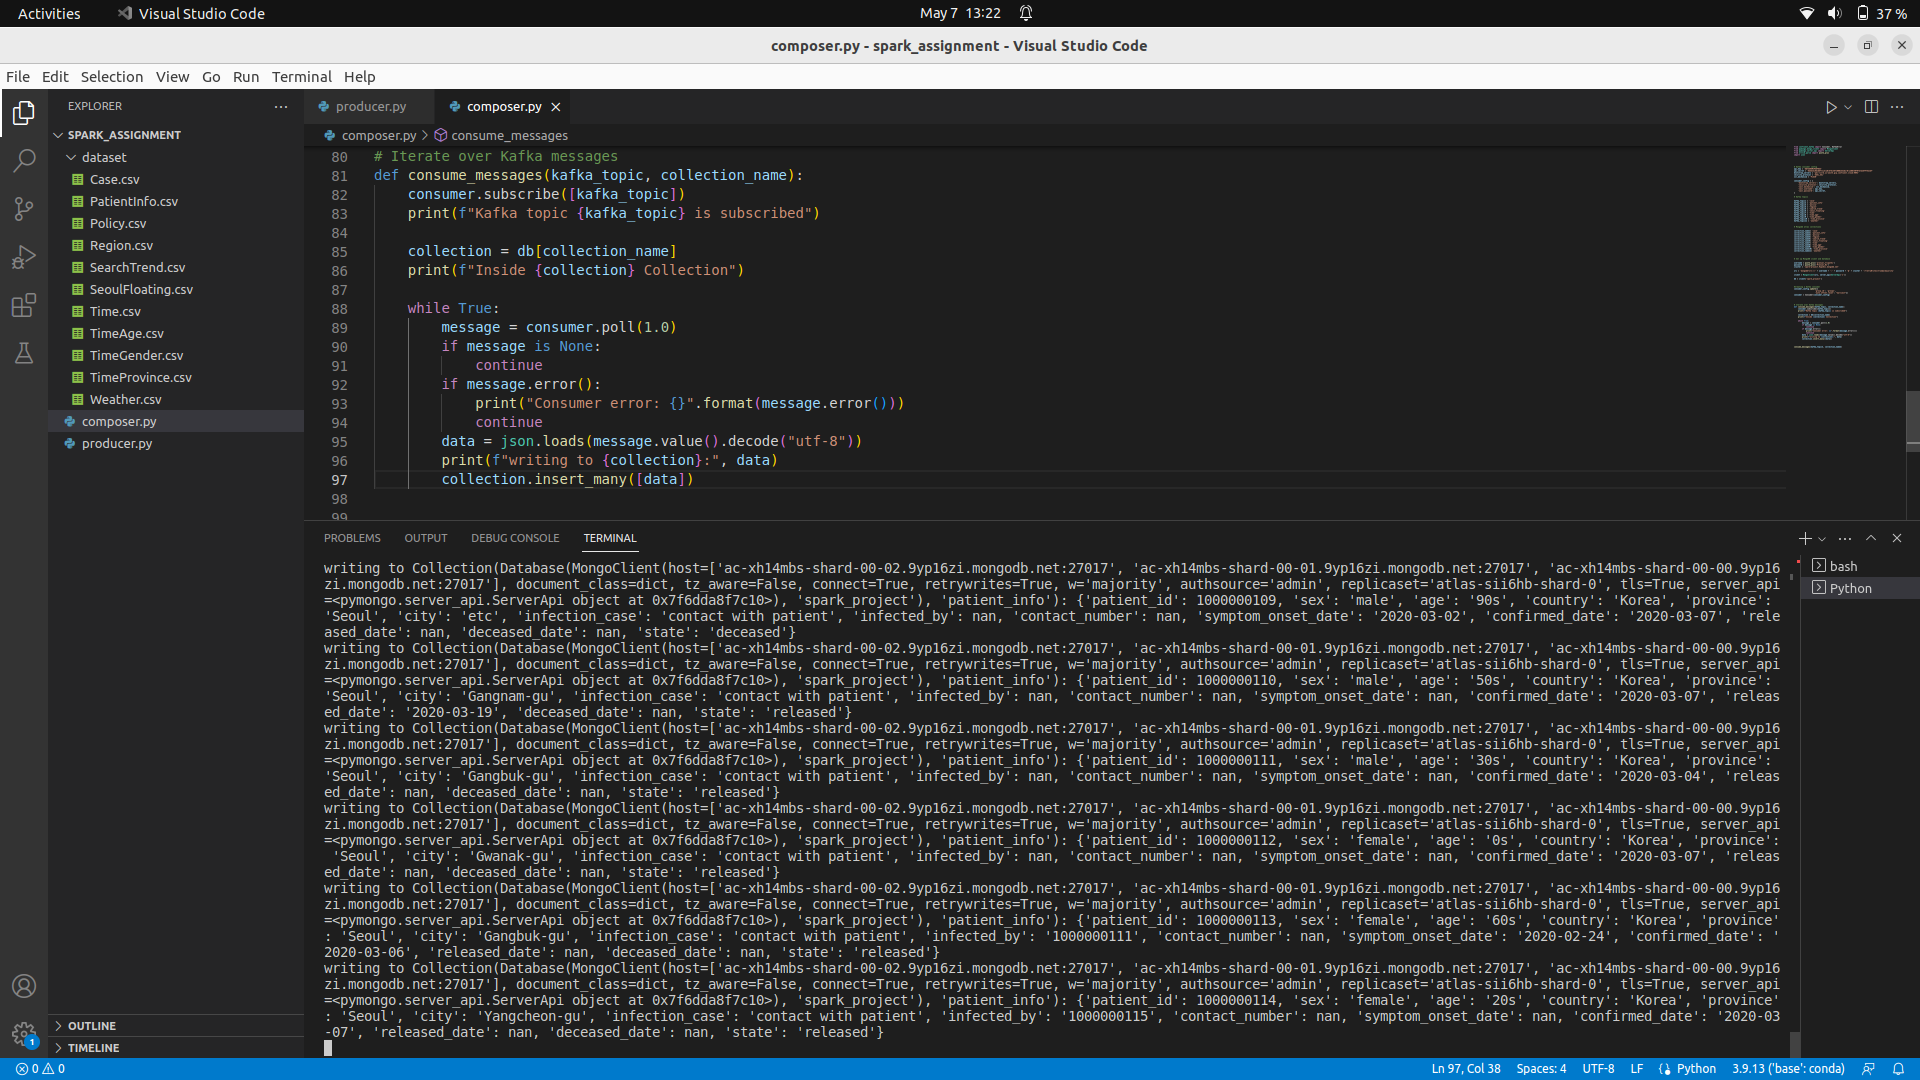 Activities Visual Studio Code May 7 13:22 37 %
composer.py - spark_assignment - Visual Studio Code
File Edit Selection View Go Run Terminal Help
EXPLORER
SPARK_ASSIGNMENT
dataset
Case.csv
PatientInfo.csv
Policy.csv
Region.csv
SearchTrend.csv
SeoulFloating.csv
Time.csv
TimeAge.csv
TimeGender.csv
TimeProvince.csv
Weather.csv
composer.py
producer.py
OUTLINE
TIMELINE
1
producer.py composer.py
composer.py > consume_messages
80 # Iterate over Kafka messages
81 def consume_messages(kafka_topic, collection_name):
82 consumer.subscribe([kafka_topic])
83 print(f"Kafka topic {kafka_topic} is subscribed")
84
85 collection = db[collection_name]
86 print(f"Inside {collection} Collection")
87
88 while True:
89 message = consumer.poll(1.0)
90 if message is None:
91 continue
92 if message.error():
93 print("Consumer error: {}".format(message.error()))
94 continue
95 data = json.loads(message.value().decode("utf-8"))
96 print(f"writing to {collection}:", data)
97 collection.insert_many([data])
98
99
PROBLEMS OUTPUT DEBUG CONSOLE TERMINAL
bash
Python
writing to Collection(Database(MongoClient(host=['ac-xh14mbs-shard-00-02.9yp16zi.mongodb.net:27017', 'ac-xh14mbs-shard-00-01.9yp16zi.mongodb.net:27017', 'ac-xh14mbs-shard-00-00.9yp16
zi.mongodb.net:27017'], document_class=dict, tz_aware=False, connect=True, retrywrites=True, w='majority', authsource='admin', replicaset='atlas-sii6hb-shard-0', tls=True, server_api
=<pymongo.server_api.ServerApi object at 0x7f6dda8f7c10>), 'spark_project'), 'patient_info'): {'patient_id': 1000000109, 'sex': 'male', 'age': '90s', 'country': 'Korea', 'province':
'Seoul', 'city': 'etc', 'infection_case': 'contact with patient', 'infected_by': nan, 'contact_number': nan, 'symptom_onset_date': '2020-03-02', 'confirmed_date': '2020-03-07', 'rele
ased_date': nan, 'deceased_date': nan, 'state': 'deceased'}
writing to Collection(Database(MongoClient(host=['ac-xh14mbs-shard-00-02.9yp16zi.mongodb.net:27017', 'ac-xh14mbs-shard-00-01.9yp16zi.mongodb.net:27017', 'ac-xh14mbs-shard-00-00.9yp16
zi.mongodb.net:27017'], document_class=dict, tz_aware=False, connect=True, retrywrites=True, w='majority', authsource='admin', replicaset='atlas-sii6hb-shard-0', tls=True, server_api
=<pymongo.server_api.ServerApi object at 0x7f6dda8f7c10>), 'spark_project'), 'patient_info'): {'patient_id': 1000000110, 'sex': 'male', 'age': '50s', 'country': 'Korea', 'province':
'Seoul', 'city': 'Gangnam-gu', 'infection_case': 'contact with patient', 'infected_by': nan, 'contact_number': nan, 'symptom_onset_date': nan, 'confirmed_date': '2020-03-07', 'releas
ed_date': '2020-03-19', 'deceased_date': nan, 'state': 'released'}
writing to Collection(Database(MongoClient(host=['ac-xh14mbs-shard-00-02.9yp16zi.mongodb.net:27017', 'ac-xh14mbs-shard-00-01.9yp16zi.mongodb.net:27017', 'ac-xh14mbs-shard-00-00.9yp16
zi.mongodb.net:27017'], document_class=dict, tz_aware=False, connect=True, retrywrites=True, w='majority', authsource='admin', replicaset='atlas-sii6hb-shard-0', tls=True, server_api
=<pymongo.server_api.ServerApi object at 0x7f6dda8f7c10>), 'spark_project'), 'patient_info'): {'patient_id': 1000000111, 'sex': 'male', 'age': '30s', 'country': 'Korea', 'province':
'Seoul', 'city': 'Gangbuk-gu', 'infection_case': 'contact with patient', 'infected_by': nan, 'contact_number': nan, 'symptom_onset_date': nan, 'confirmed_date': '2020-03-04', 'releas
ed_date': nan, 'deceased_date': nan, 'state': 'released'}
writing to Collection(Database(MongoClient(host=['ac-xh14mbs-shard-00-02.9yp16zi.mongodb.net:27017', 'ac-xh14mbs-shard-00-01.9yp16zi.mongodb.net:27017', 'ac-xh14mbs-shard-00-00.9yp16
zi.mongodb.net:27017'], document_class=dict, tz_aware=False, connect=True, retrywrites=True, w='majority', authsource='admin', replicaset='atlas-sii6hb-shard-0', tls=True, server_api
=<pymongo.server_api.ServerApi object at 0x7f6dda8f7c10>), 'spark_project'), 'patient_info'): {'patient_id': 1000000112, 'sex': 'female', 'age': '0s', 'country': 'Korea', 'province':
'Seoul', 'city': 'Gwanak-gu', 'infection_case': 'contact with patient', 'infected_by': nan, 'contact_number': nan, 'symptom_onset_date': nan, 'confirmed_date': '2020-03-07', 'releas
ed_date': nan, 'deceased_date': nan, 'state': 'released'}
writing to Collection(Database(MongoClient(host=['ac-xh14mbs-shard-00-02.9yp16zi.mongodb.net:27017', 'ac-xh14mbs-shard-00-01.9yp16zi.mongodb.net:27017', 'ac-xh14mbs-shard-00-00.9yp16
zi.mongodb.net:27017'], document_class=dict, tz_aware=False, connect=True, retrywrites=True, w='majority', authsource='admin', replicaset='atlas-sii6hb-shard-0', tls=True, server_api
=<pymongo.server_api.ServerApi object at 0x7f6dda8f7c10>), 'spark_project'), 'patient_info'): {'patient_id': 1000000113, 'sex': 'female', 'age': '60s', 'country': 'Korea', 'province'
: 'Seoul', 'city': 'Gangbuk-gu', 'infection_case': 'contact with patient', 'infected_by': '1000000111', 'contact_number': nan, 'symptom_onset_date': '2020-02-24', 'confirmed_date': '
2020-03-06', 'released_date': nan, 'deceased_date': nan, 'state': 'released'}
writing to Collection(Database(MongoClient(host=['ac-xh14mbs-shard-00-02.9yp16zi.mongodb.net:27017', 'ac-xh14mbs-shard-00-01.9yp16zi.mongodb.net:27017', 'ac-xh14mbs-shard-00-00.9yp16
zi.mongodb.net:27017'], document_class=dict, tz_aware=False, connect=True, retrywrites=True, w='majority', authsource='admin', replicaset='atlas-sii6hb-shard-0', tls=True, server_api
=<pymongo.server_api.ServerApi object at 0x7f6dda8f7c10>), 'spark_project'), 'patient_info'): {'patient_id': 1000000114, 'sex': 'female', 'age': '20s', 'country': 'Korea', 'province'
: 'Seoul', 'city': 'Yangcheon-gu', 'infection_case': 'contact with patient', 'infected_by': '1000000115', 'contact_number': nan, 'symptom_onset_date': nan, 'confirmed_date': '2020-03
-07', 'released_date': nan, 'deceased_date': nan, 'state': 'released'}
0 0 Ln 97, Col 38 Spaces: 4 UTF-8 LF Python 3.9.13 ('base': conda)